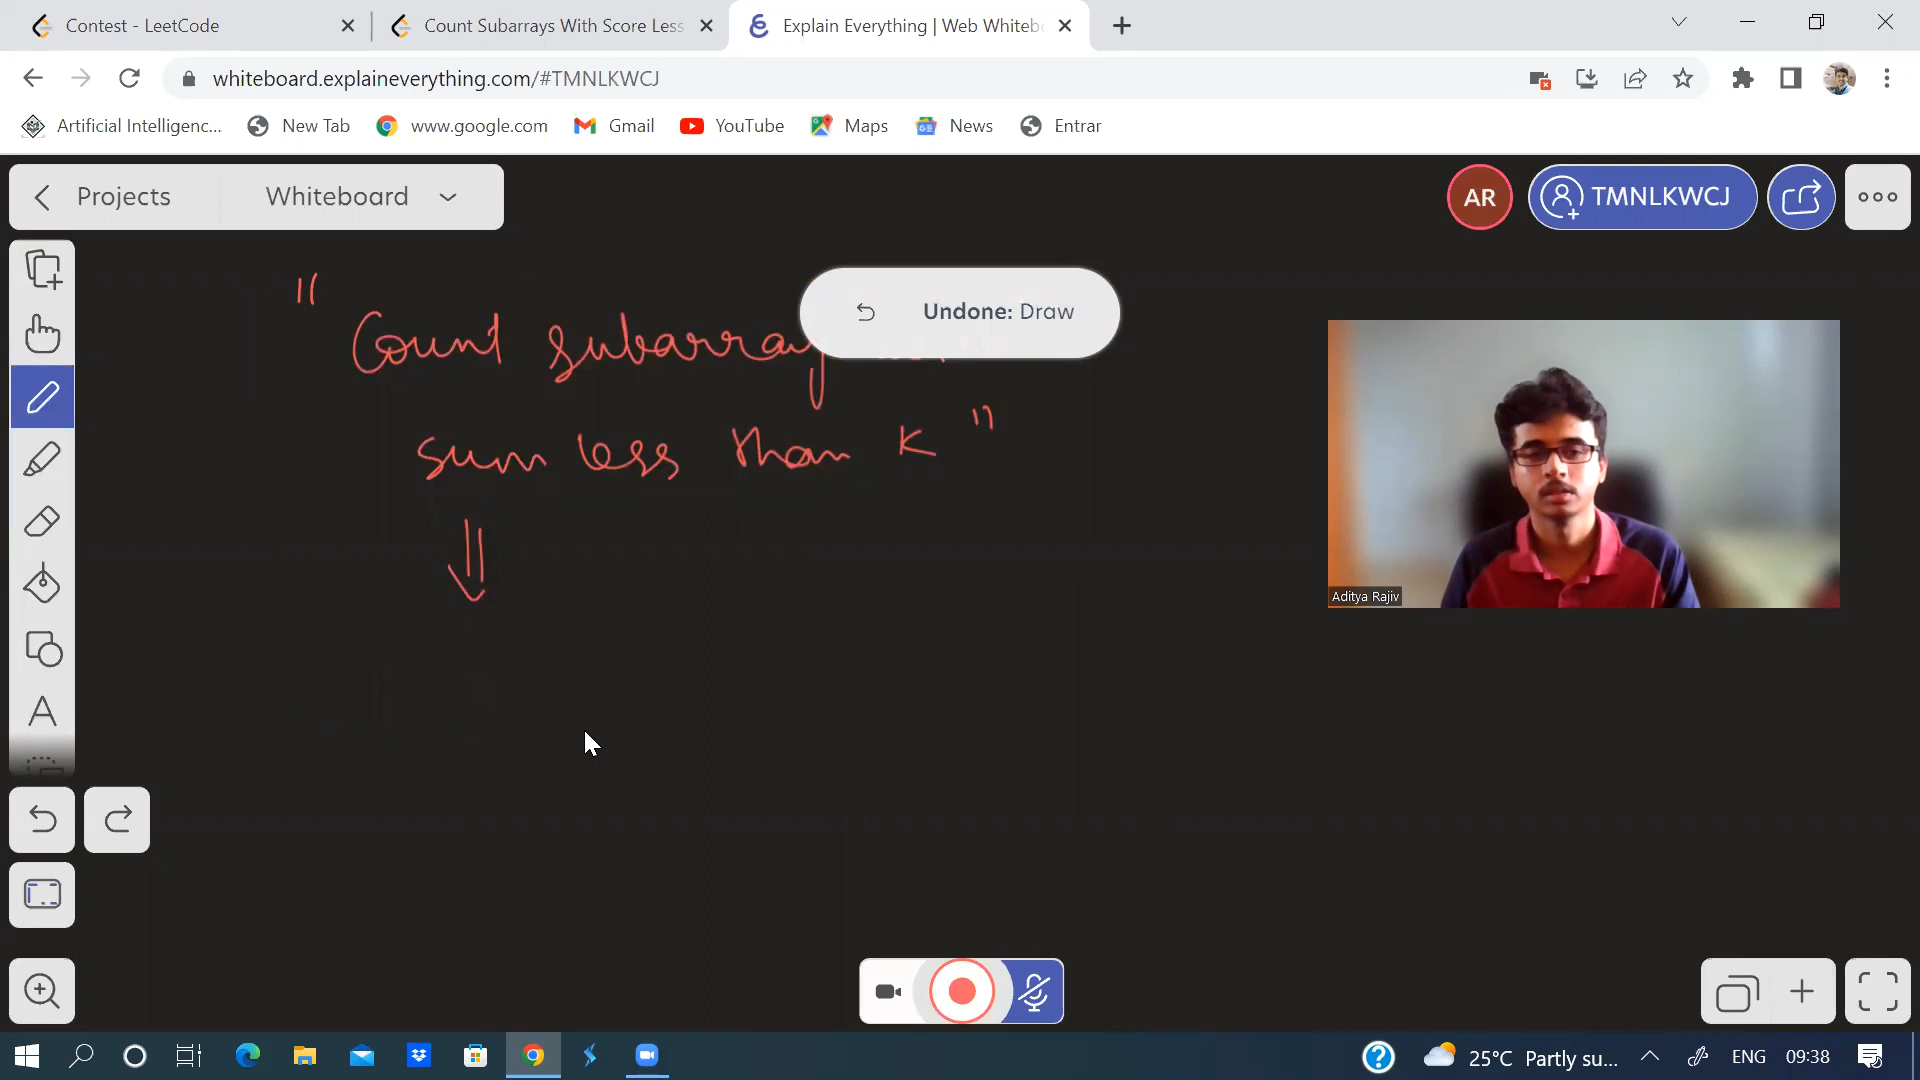 Contest - LeetCode
Count Subarrays With Score Less
Explain Everything | Web Whitebo
whiteboard.explaineverything.com/#TMNLKWCJ
Artificial Intelligenc...
New Tab
www.google.com
Gmail
YouTube
Maps
News
Entrar
Projects
Whiteboard
AR
TMNLKWCJ
Undone: Draw
"Count subarray
sum less than K"
Aditya Rajiv
A
25°C Partly su...
ENG
09:38